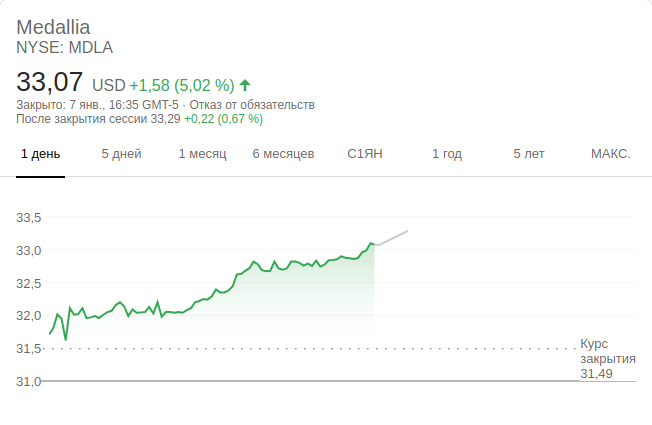 Medallia
NYSE: MDLA
33,07 USD +1,58 (5,02 %)
Закрыто: 7 янв., 16:35 GMT-5 · Отказ от обязательств
После закрытия сессии 33,29 +0,22 (0,67 %)
1 день 5 дней 1 месяц 6 месяцев С1ЯН 1 год 5 лет МАКС.
33,5
33,0
32,5
32,0
31,5
31,0
Курс
закрытия
31,49